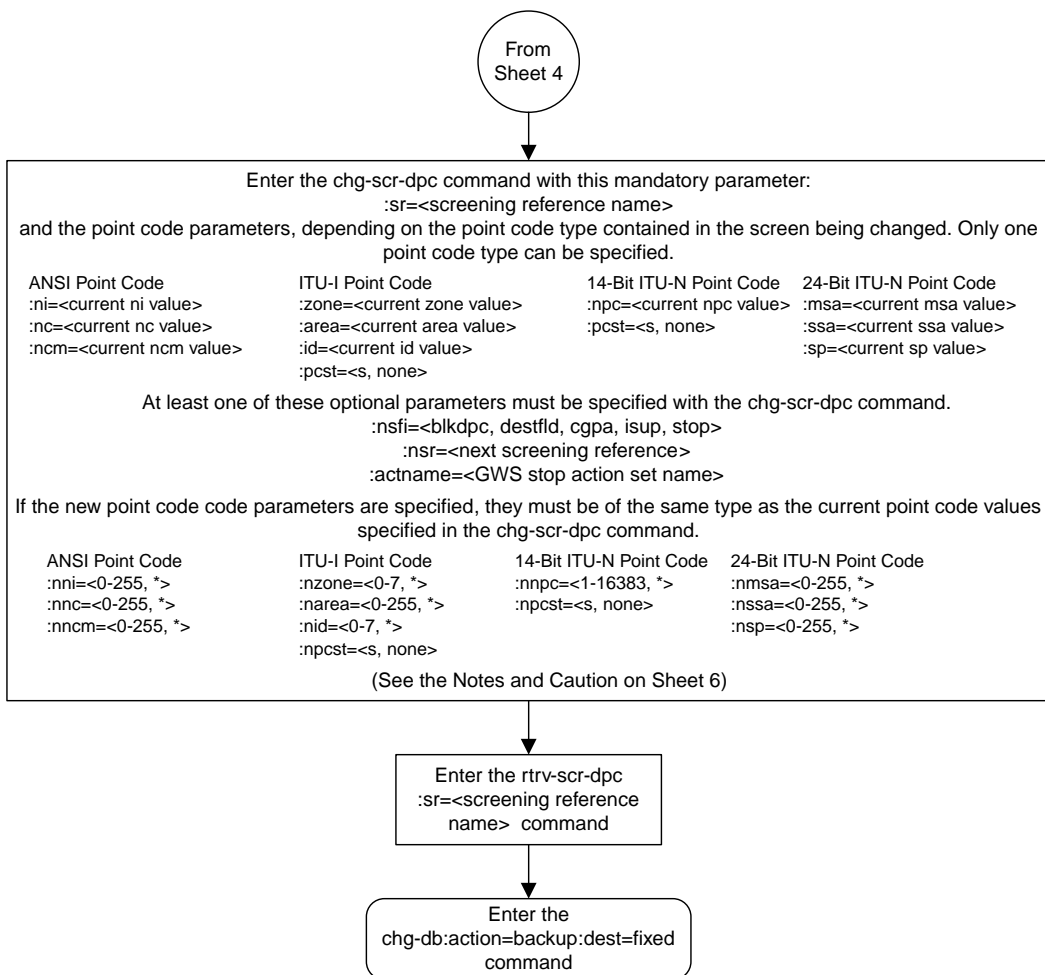 From
Sheet 4
Enter the chg-scr-dpc command with this mandatory parameter:
:sr=<screening reference name>
and the point code parameters, depending on the point code type contained in the screen being changed. Only one
point code type can be specified.
ANSI Point Code
:ni=<current ni value>
:nc=<current nc value>
:ncm=<current ncm value>
ITU-I Point Code
:zone=<current zone value>
:area=<current area value>
:id=<current id value>
:pcst=<s, none>
14-Bit ITU-N Point Code
:npc=<current npc value>
:pcst=<s, none>
24-Bit ITU-N Point Code
:msa=<current msa value>
:ssa=<current ssa value>
:sp=<current sp value>
At least one of these optional parameters must be specified with the chg-scr-dpc command.
:nsfi=<blkdpc, destfld, cgpa, isup, stop>
:nsr=<next screening reference>
:actname=<GWS stop action set name>
If the new point code code parameters are specified, they must be of the same type as the current point code values
specified in the chg-scr-dpc command.
ANSI Point Code
:nni=<0-255, *>
:nnc=<0-255, *>
:nncm=<0-255, *>
ITU-I Point Code
:nzone=<0-7, *>
:narea=<0-255, *>
:nid=<0-7, *>
:npcst=<s, none>
14-Bit ITU-N Point Code
:nnpc=<1-16383, *>
:npcst=<s, none>
24-Bit ITU-N Point Code
:nmsa=<0-255, *>
:nssa=<0-255, *>
:nsp=<0-255, *>
(See the Notes and Caution on Sheet 6)
Enter the rtrv-scr-dpc
:sr=<screening reference
name> command
Enter the
chg-db:action=backup:dest=fixed
command